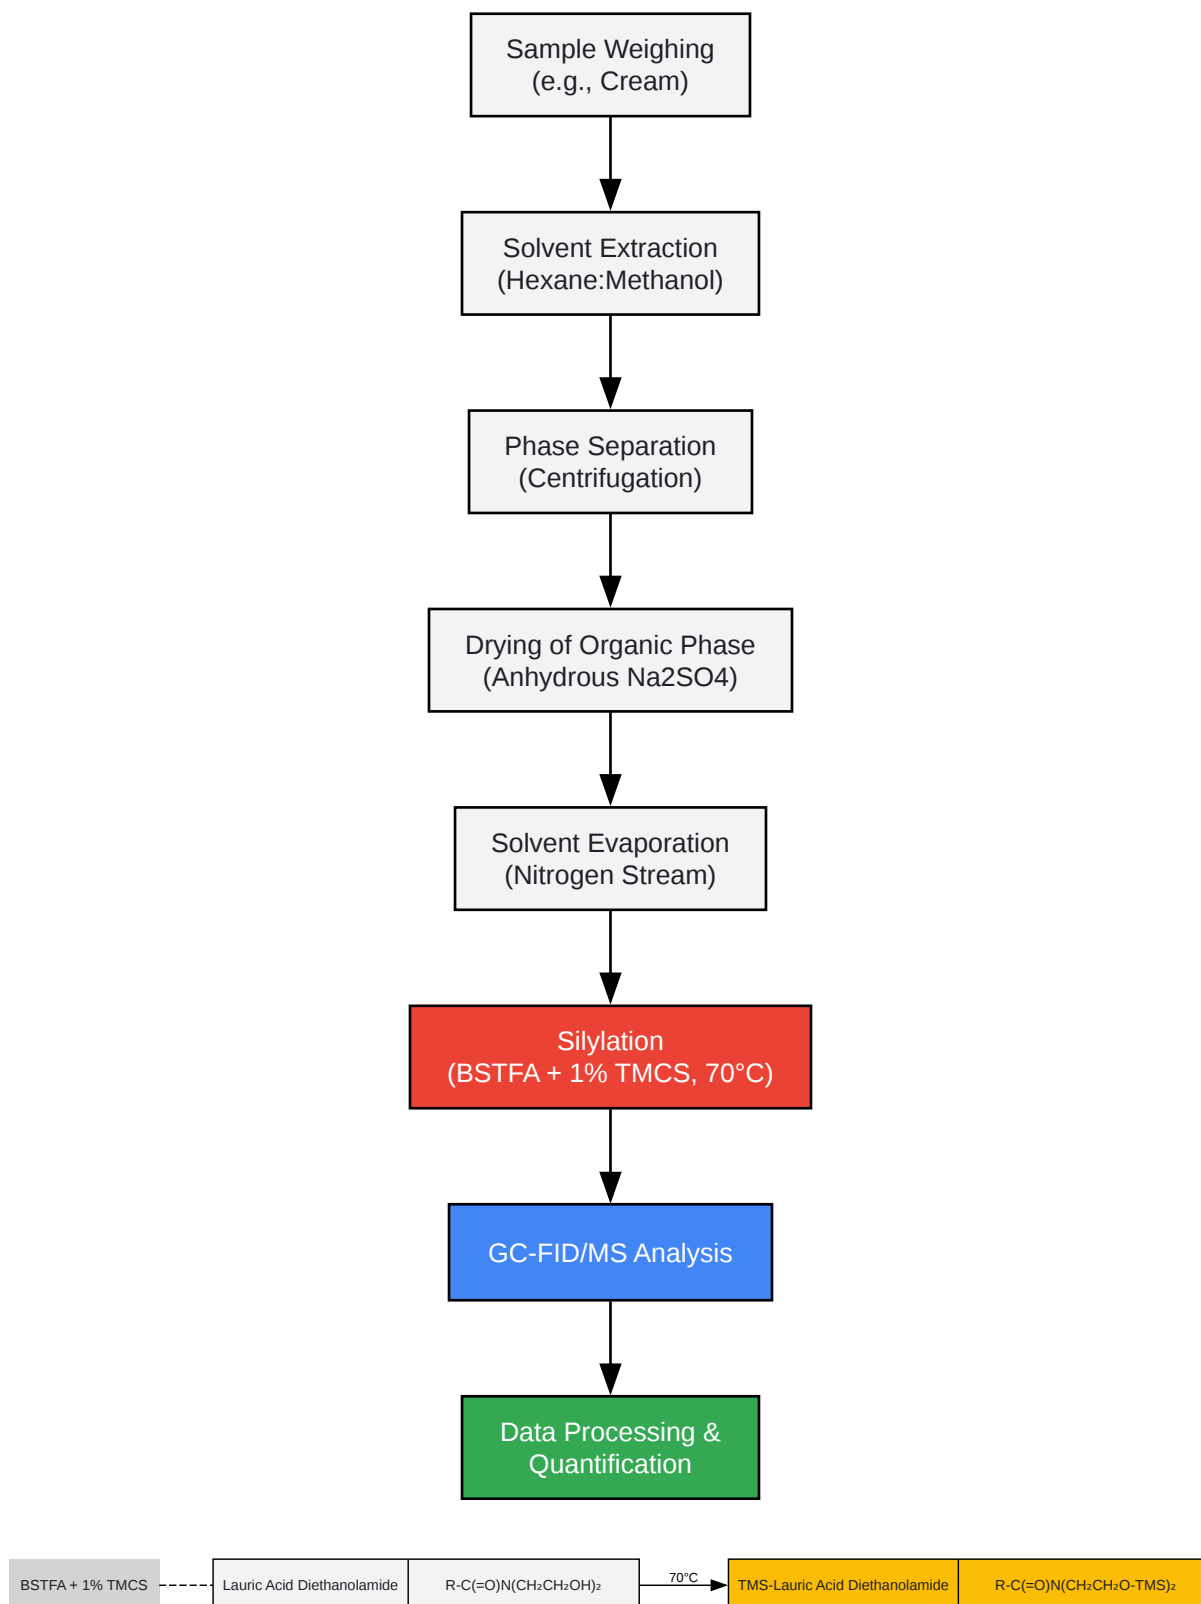 Sample Weighing
(e.g., Cream)
Solvent Extraction
(Hexane:Methanol)
Phase Separation
(Centrifugation)
Drying of Organic Phase
(Anhydrous Na2SO4)
Solvent Evaporation
(Nitrogen Stream)
Silylation
(BSTFA + 1% TMCS, 70°C)
GC-FID/MS Analysis
Data Processing &
Quantification
BSTFA + 1% TMCS
Lauric Acid Diethanolamide
R-C(=O)N(CH₂CH₂OH)₂
70°C
TMS-Lauric Acid Diethanolamide
R-C(=O)N(CH₂CH₂O-TMS)₂